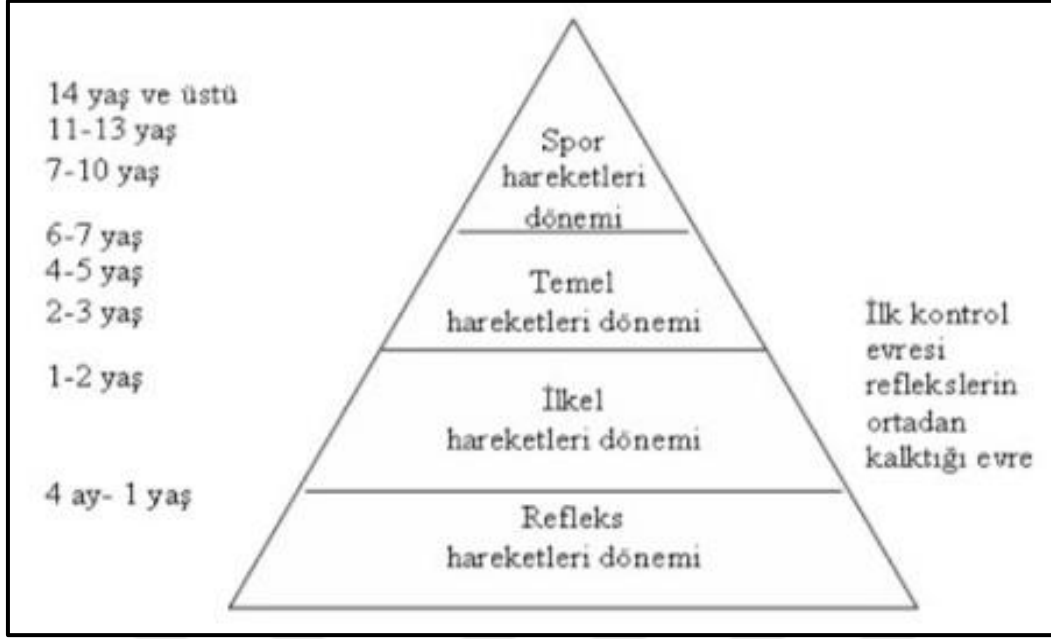 14 yaş ve üstü
11-13 yaş
7-10 yaş
6-7 yaş
4-5 yaş
2-3 yaş
1-2 yaş
4 ay- 1 yaş
Spor
hareketleri
dönemi
Temel
hareketleri dönemi
İlkel
hareketleri dönemi
Refleks
hareketleri dönemi
İlk kontrol
evresi
reflekslerin
ortadan
kalktığı evre